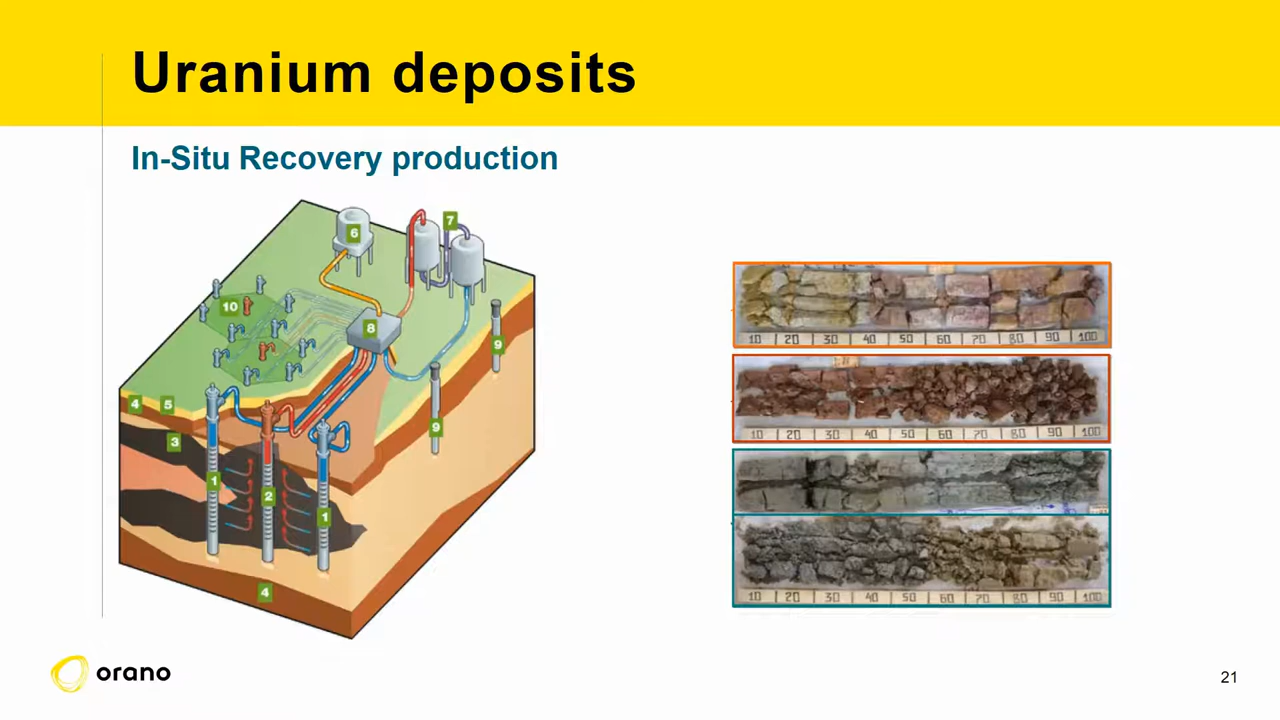 Uranium deposits
In-Situ Recovery production
6
7
10
8
9
4 5
3
9
1
2
1
4
10 20 30 40 50 60 70 80 90 100
10 20 30 40 50 60 70 80 90 100
10 20 30 40 50 60 70 80 90 100
orano
21